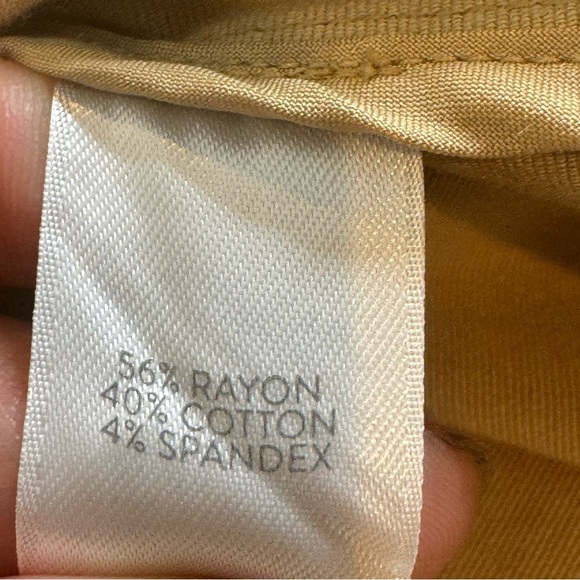 56% RAYON
40% COTTON
4% SPANDEX